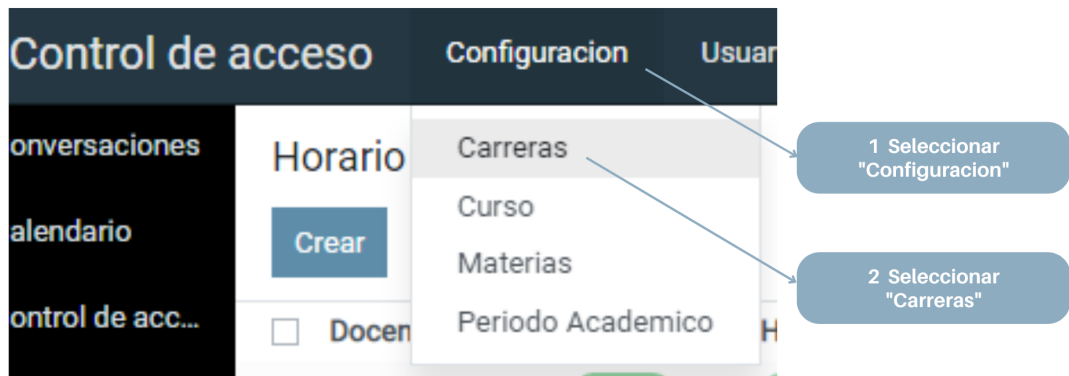 Control de acceso Configuracion Usuar
onversaciones
alendario
ontrol de acc...
Horario
Crear
Docen
H
Carreras
Curso
Materias
Periodo Academico
1 Seleccionar
"Configuracion"
2 Seleccionar
"Carreras"